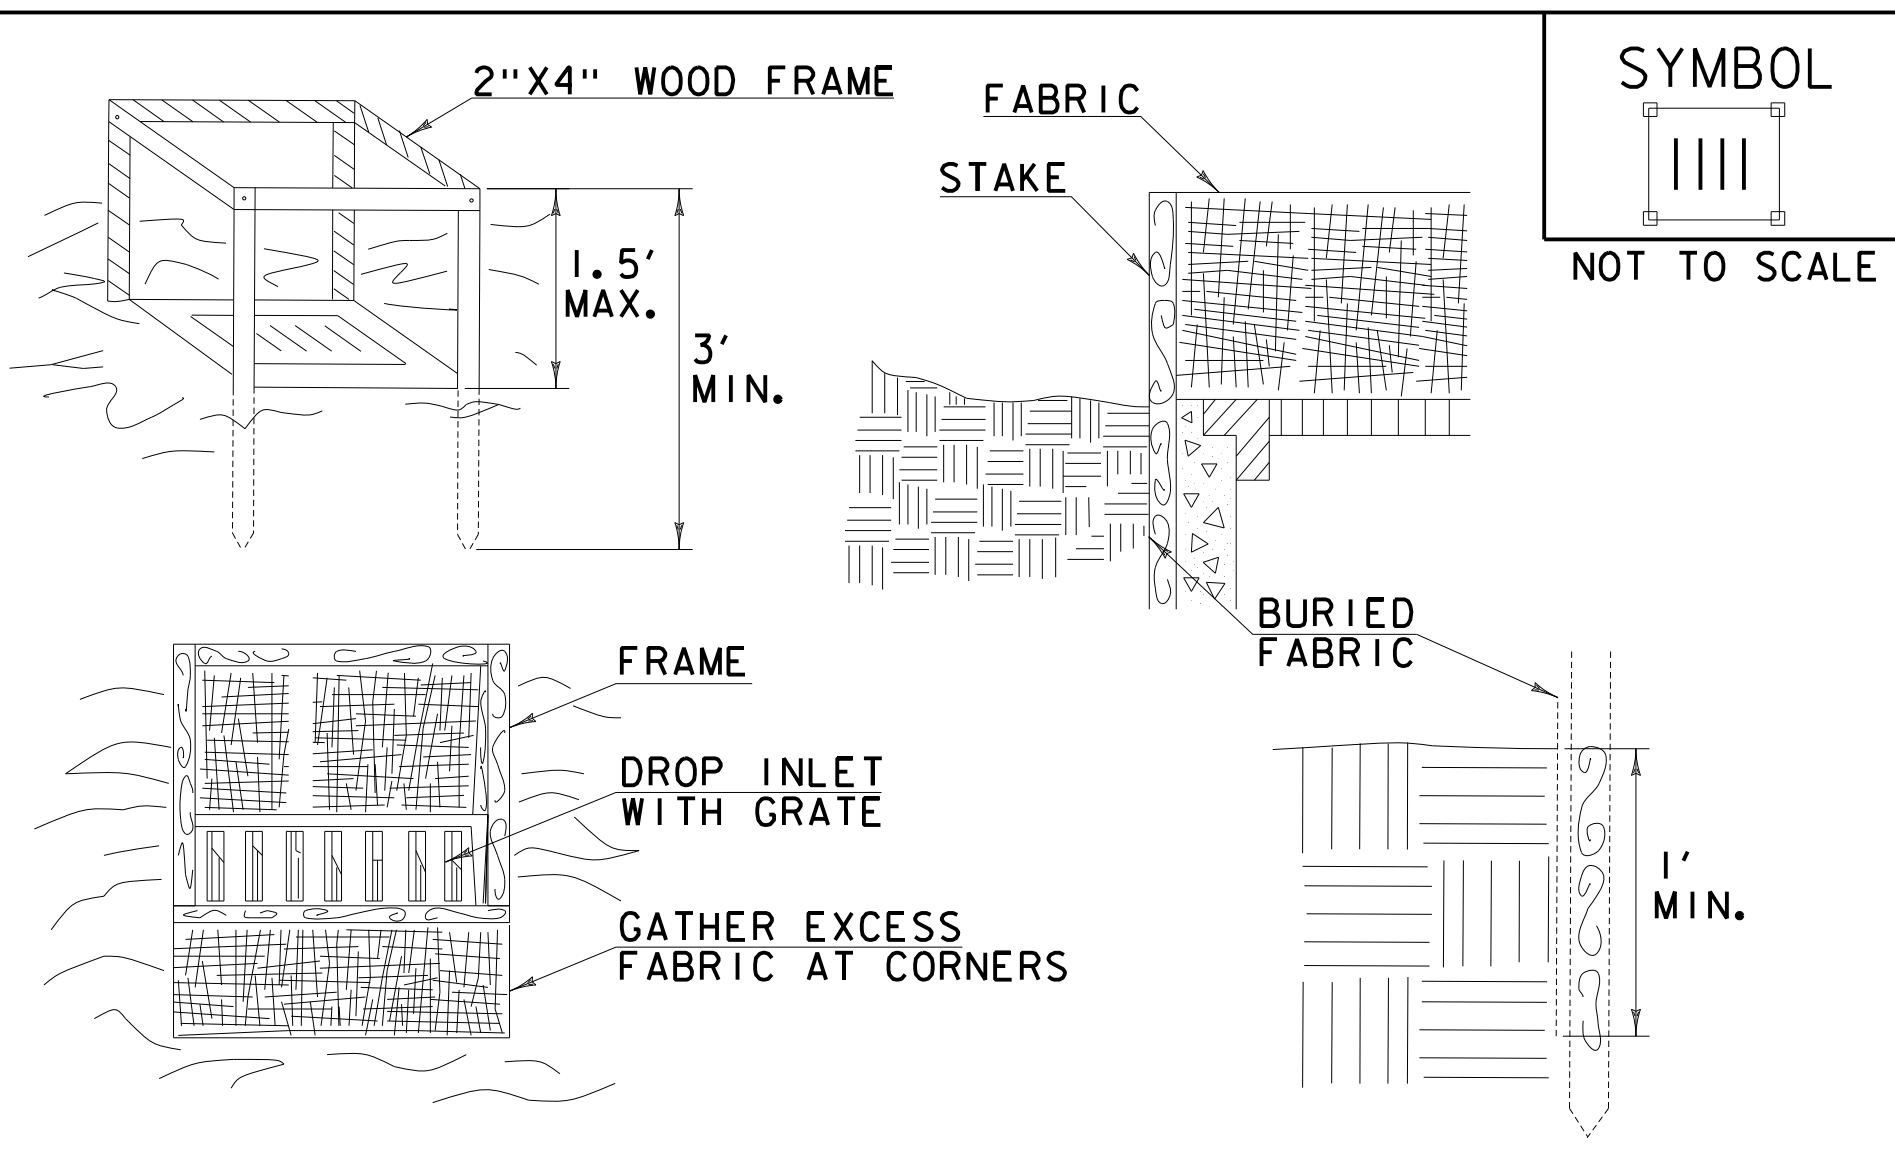 2"X4" WOOD FRAME
1.5'
MAX.
3'
MIN.
FABRIC
STAKE
SYMBOL
NOT TO SCALE
BURIED
FABRIC
FRAME
DROP INLET
WITH GRATE
GATHER EXCESS
FABRIC AT CORNERS
1'
MIN.